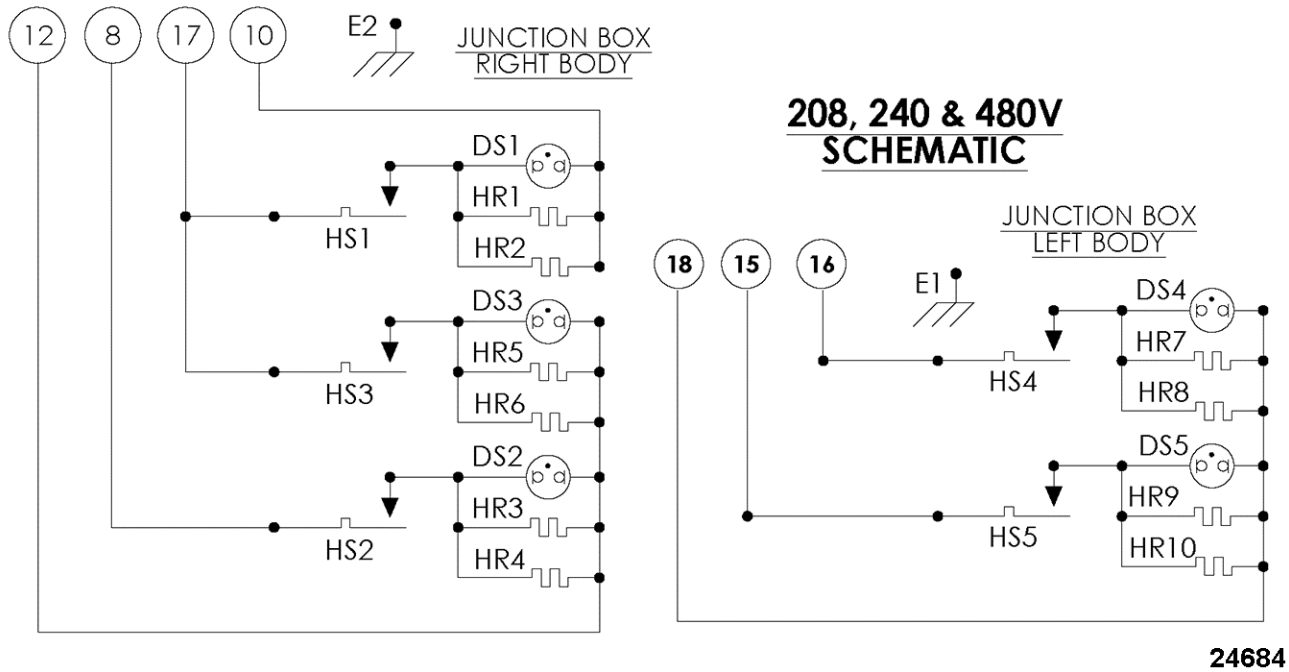 12 8 17 10
E2
JUNCTION BOX
RIGHT BODY
DS1
HR1
HS1
HR2
DS3
HR5
HS3
HR6
DS2
HR3
HS2
HR4
208, 240 & 480V
SCHEMATIC
JUNCTION BOX
LEFT BODY
18 15 16
E1
DS4
HR7
HS4
HR8
DS5
HR9
HS5
HR10
24684